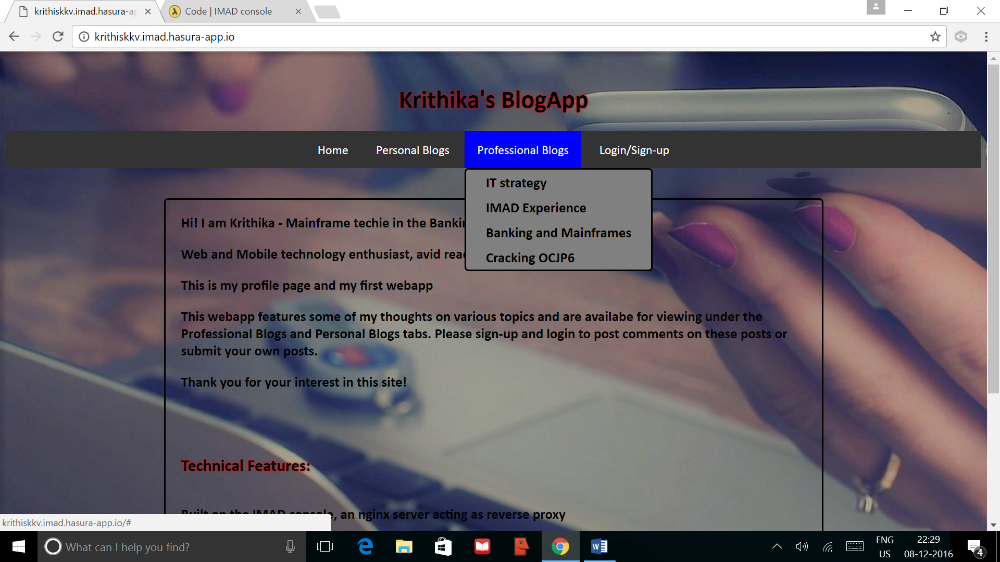 krithiskkv.imad.hasura-ap
Code | IMAD console
krithiskkv.imad.hasura-app.io
Krithika's BlogApp
Home
Personal Blogs
Professional Blogs
Login/Sign-up
IT strategy
IMAD Experience
Banking and Mainframes
Cracking OCJP6
Hi! I am Krithika - Mainframe techie in the
Web and Mobile technology enthusiast, avid
This is my profile page and my first webapp
This webapp features some of my thoughts on various topics and are availabe for viewing under the
Professional Blogs and Personal Blogs tabs. Please sign-up and login to post comments on these posts or
submit your own posts.
Thank you for your interest in this site!
Technical Features:
Built on the IMAD console, an nginx server acting as reverse proxy
krithiskkv.imad.hasura-app.io/#
What can I help you find?
ENG
US
22:29
08-12-2016
4